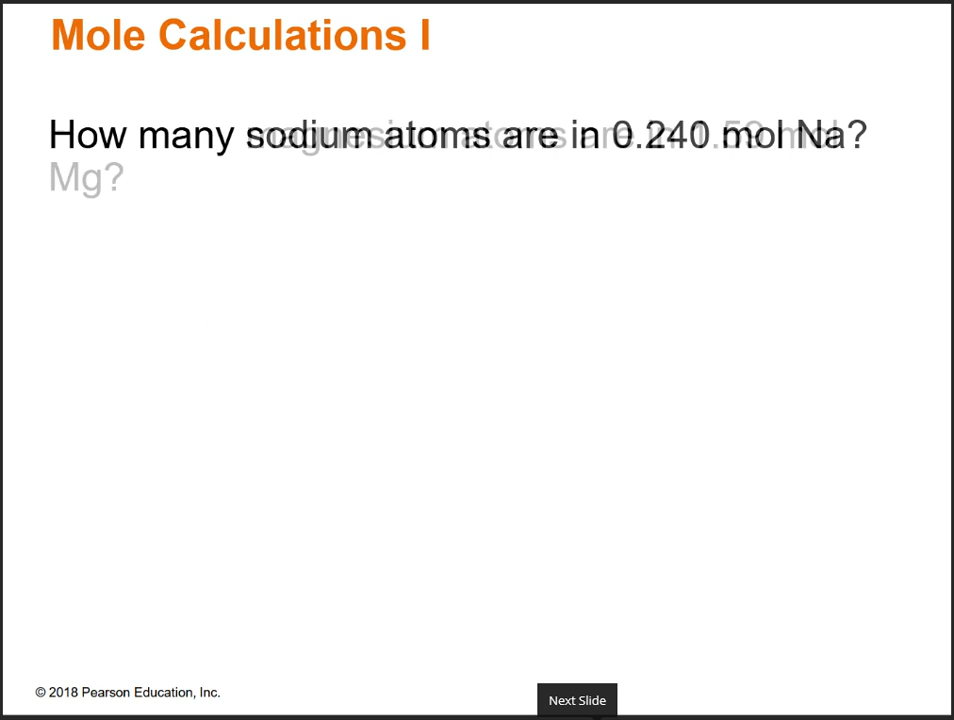 Mole Calculations I
How many sodium atoms are in 0.240 mol Na?
Mg?
© 2018 Pearson Education, Inc.
Next Slide